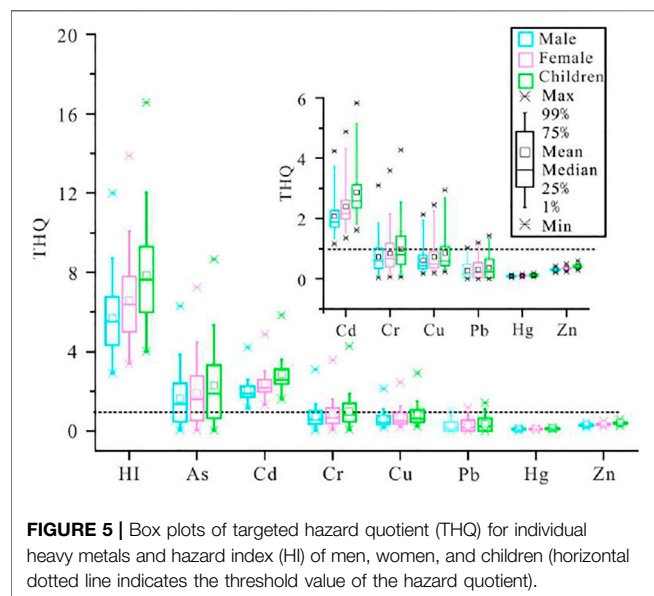 20
16
12
8
4
0
THQ
HI
As
Cd
Cr
Cu
Pb
Hg
Zn
6
4
2
0
THQ
Cd
Cr
Cu
Pb
Hg
Zn
Male
Female
Children
Max
99%
75%
Mean
Median
25%
1%
Min
FIGURE 5 | Box plots of targeted hazard quotient (THQ) for individual
heavy metals and hazard index (HI) of men, women, and children (horizontal
dotted line indicates the threshold value of the hazard quotient).